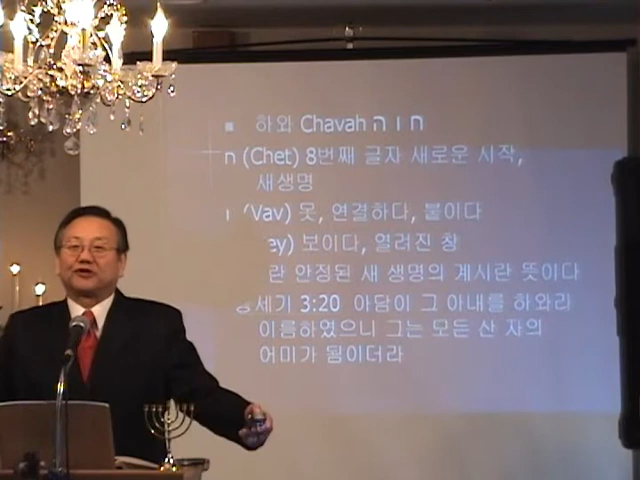 하와 Chavah ח ו ה
ח (Chet) 8번째 글자 새로운 시작,
새생명
ו (Vav) 못, 연결하다, 붙이다
ey) 보이다, 열려진 창
란 안정된 새 생명의 계시란 뜻이다
세기 3:20 아담이 그 아내를 하와라
이름하였으니 그는 모든 산 자의
어미가 됨이더라